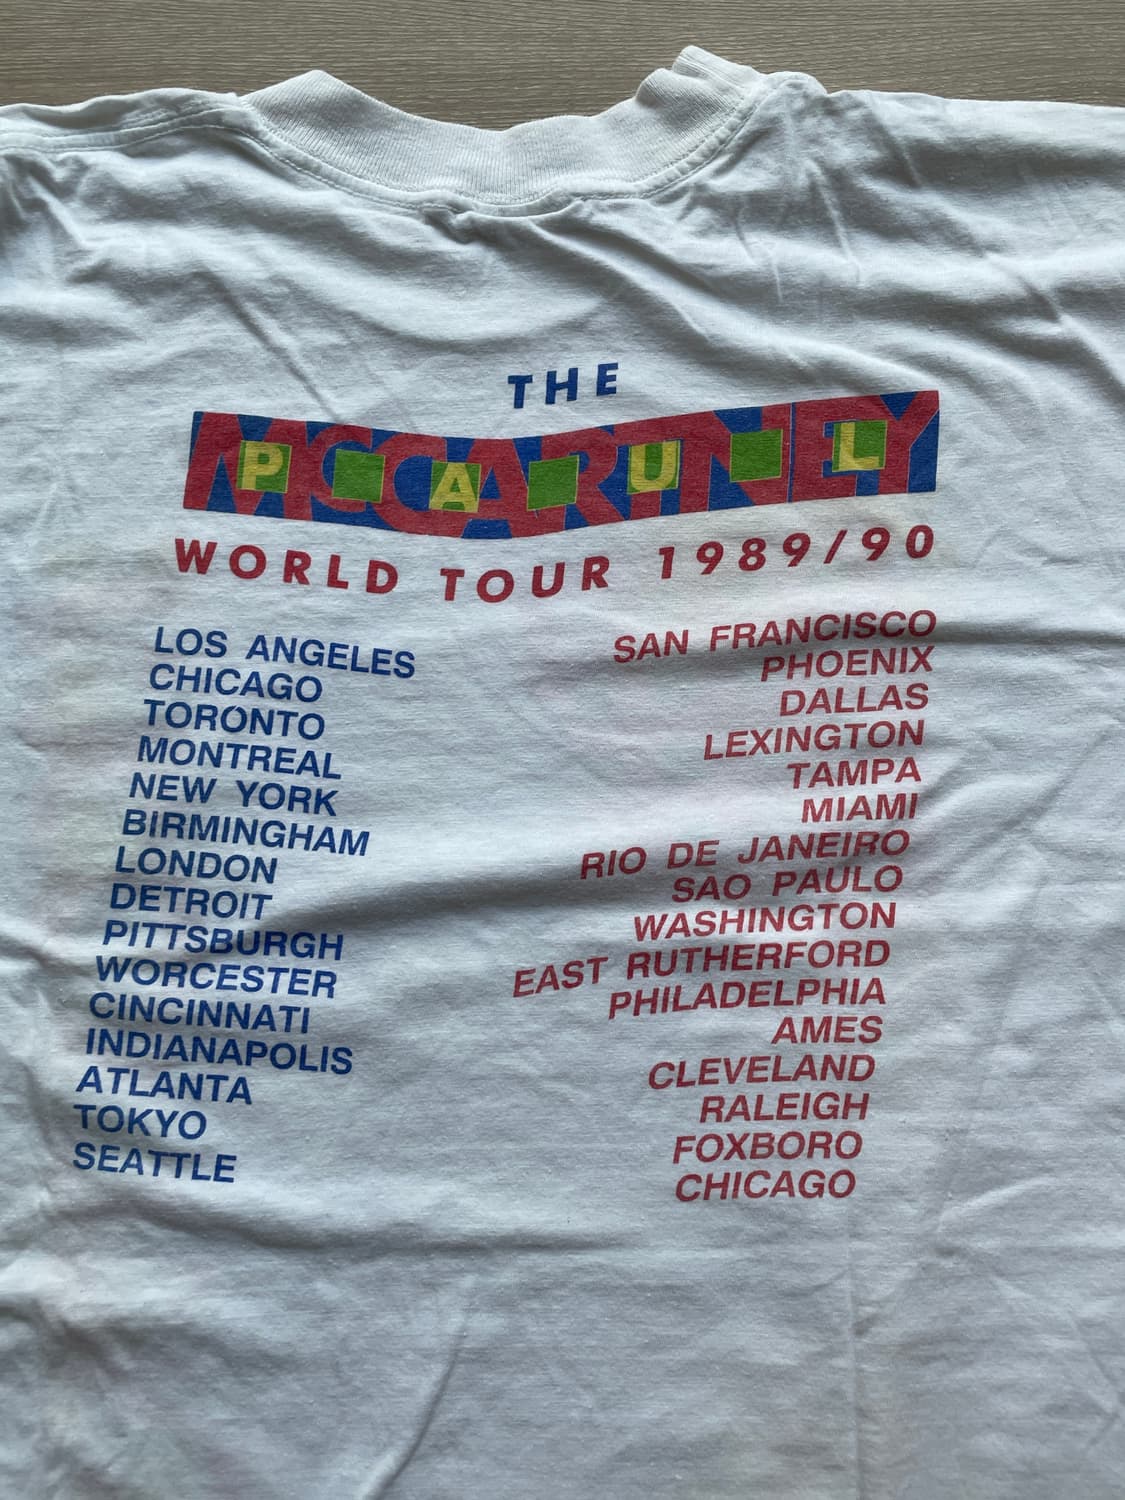 THE
MCCARTNEY
PAUL
WORLD TOUR 1989/90
LOS ANGELES
CHICAGO
TORONTO
MONTREAL
NEW YORK
BIRMINGHAM
LONDON
DETROIT
PITTSBURGH
WORCESTER
CINCINNATI
INDIANAPOLIS
ATLANTA
TOKYO
SEATTLE
SAN FRANCISCO
PHOENIX
DALLAS
LEXINGTON
TAMPA
MIAMI
RIO DE JANEIRO
SAO PAULO
WASHINGTON
EAST RUTHERFORD
PHILADELPHIA
AMES
CLEVELAND
RALEIGH
FOXBORO
CHICAGO